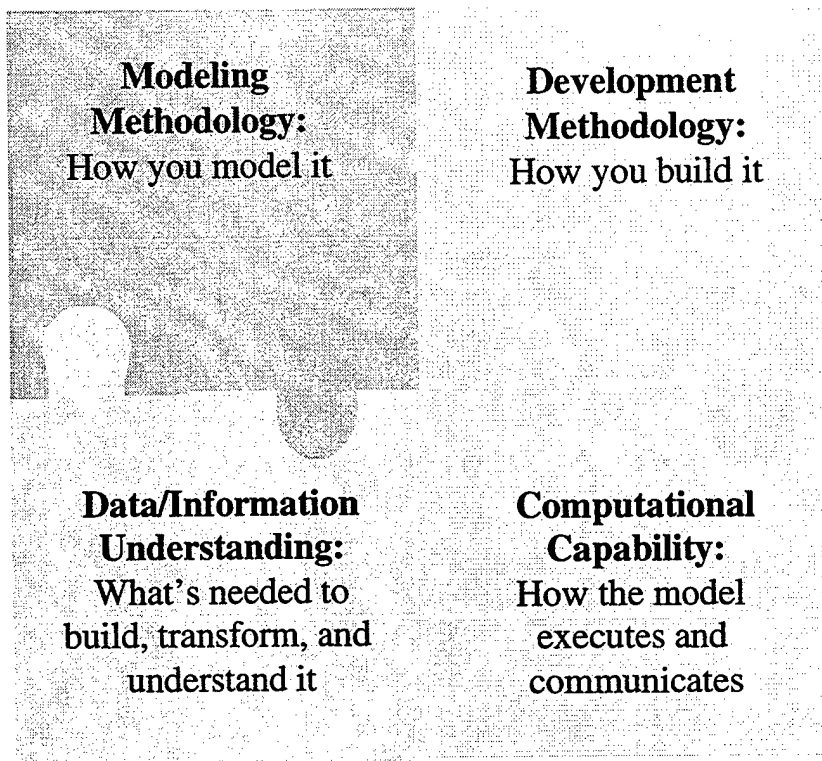 Modeling
Methodology:
How you model it
Development
Methodology:
How you build it
Data/Information
Understanding:
What's needed to
build, transform, and
understand it
Computational
Capability:
How the model
executes and
communicates